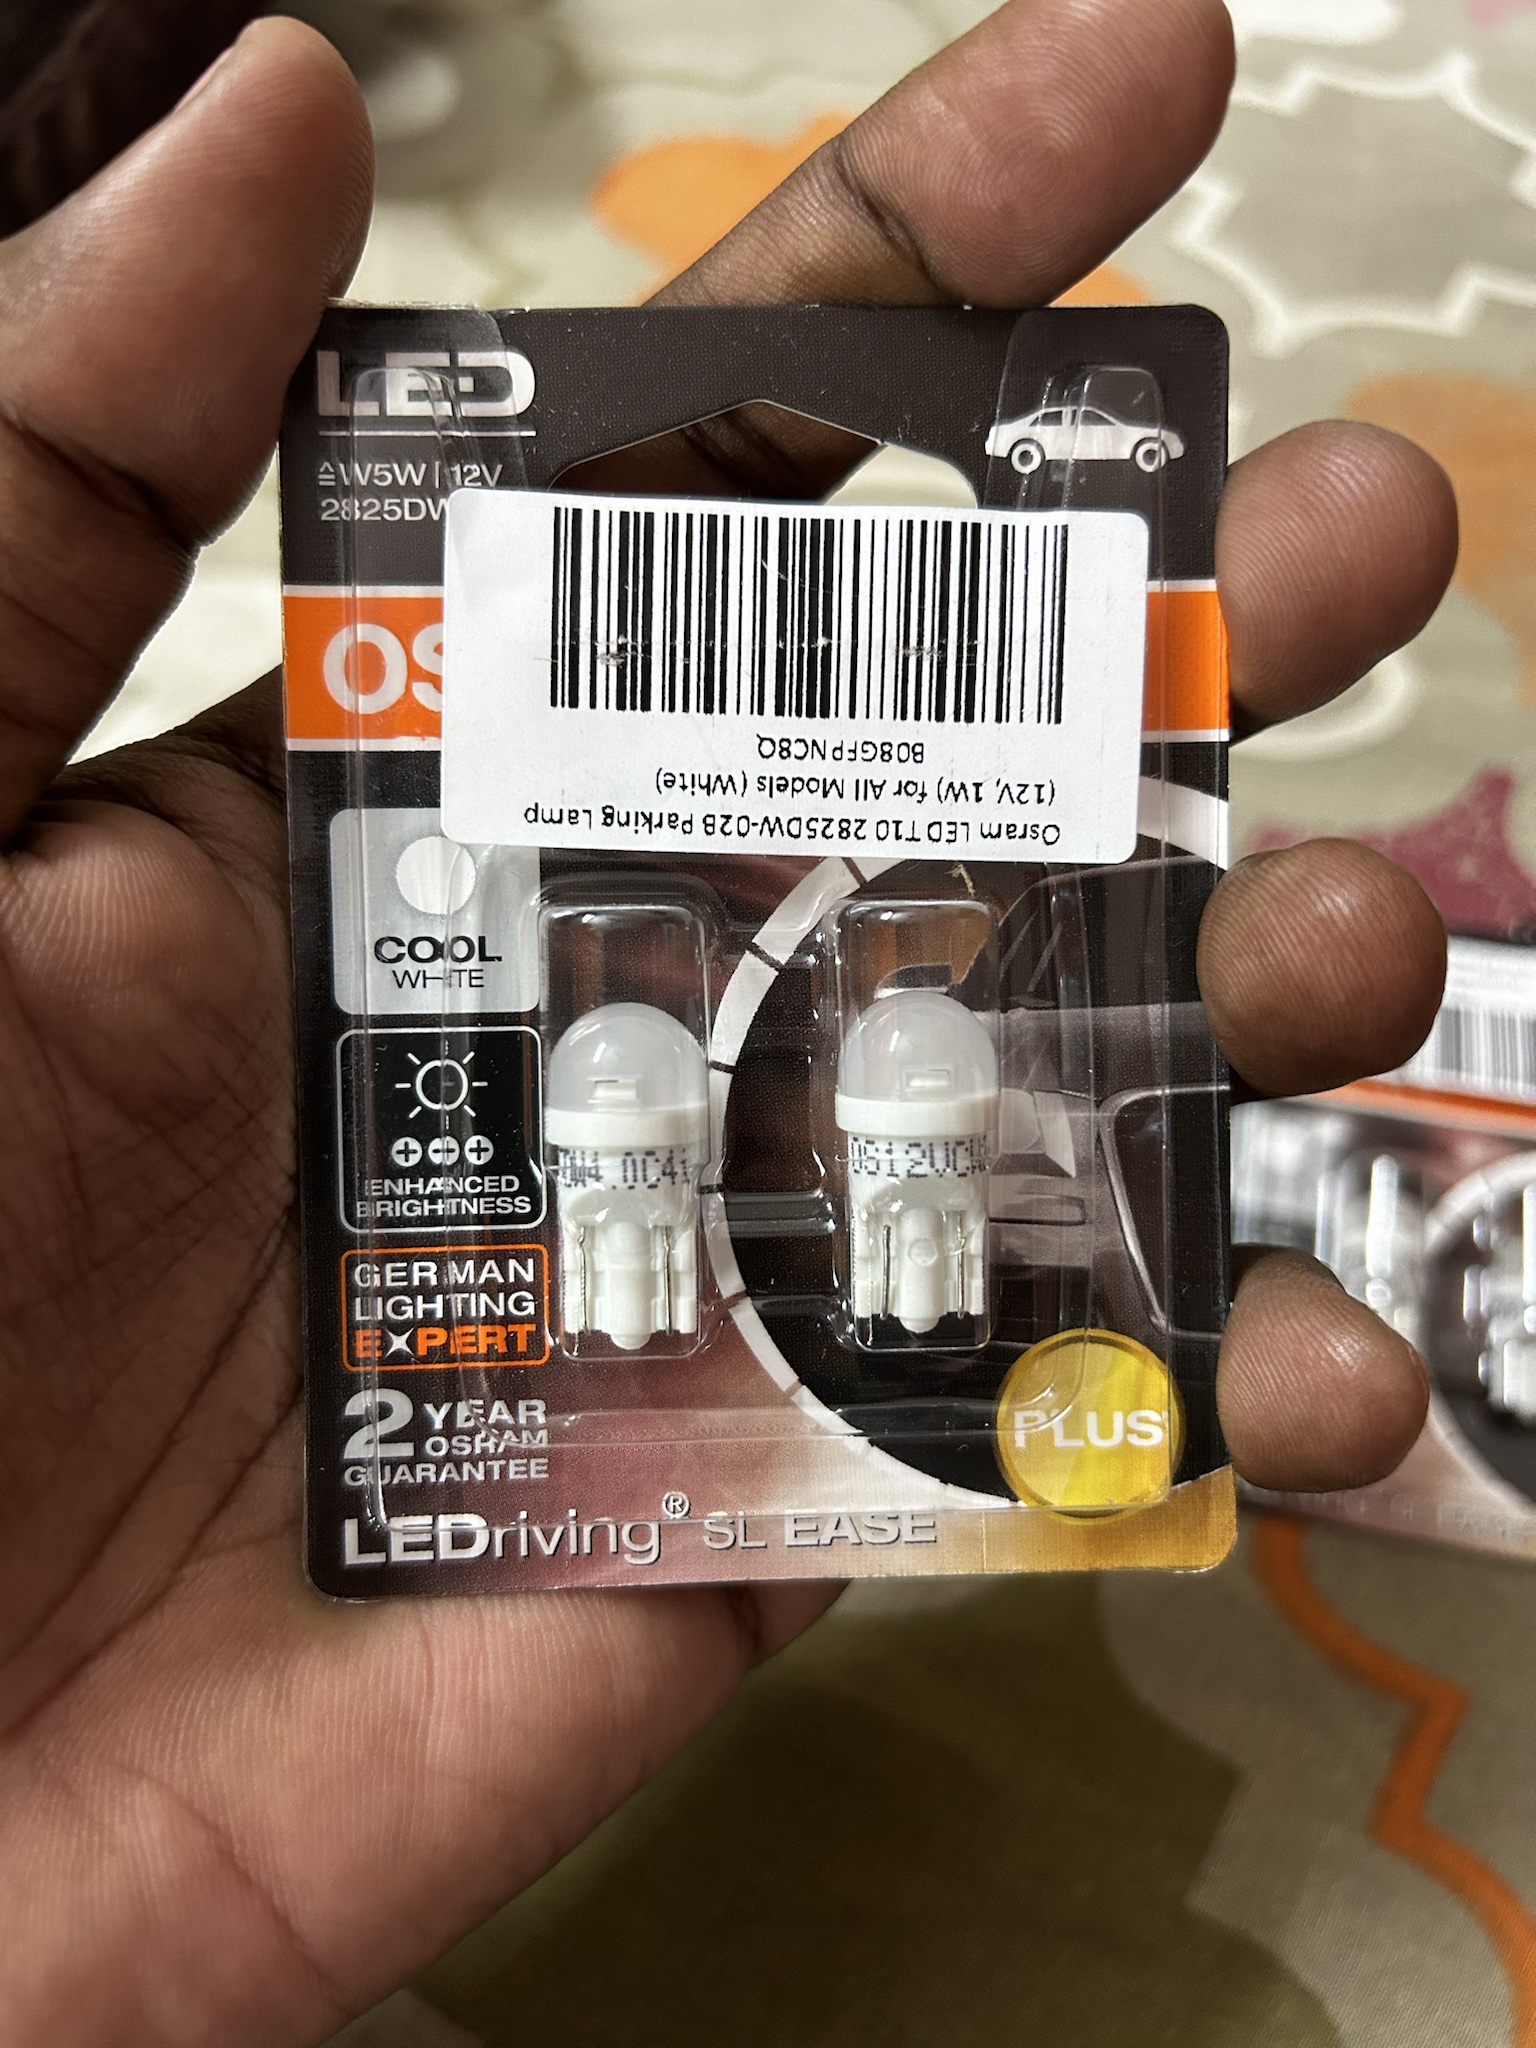 LED
≙W5W | 12V
2825DW
OS
B08GFPNC8Q
(12V, 1W) for All Models (White)
Osram LED T10 2825DW-02B Parking Lamp
COOL
WHITE
ENHANCED
BRIGHTNESS
GERMAN
LIGHTING
EXPERT
2 YEAR
OSRAM
GUARANTEE
PLUS
LEDriving® SL EASE